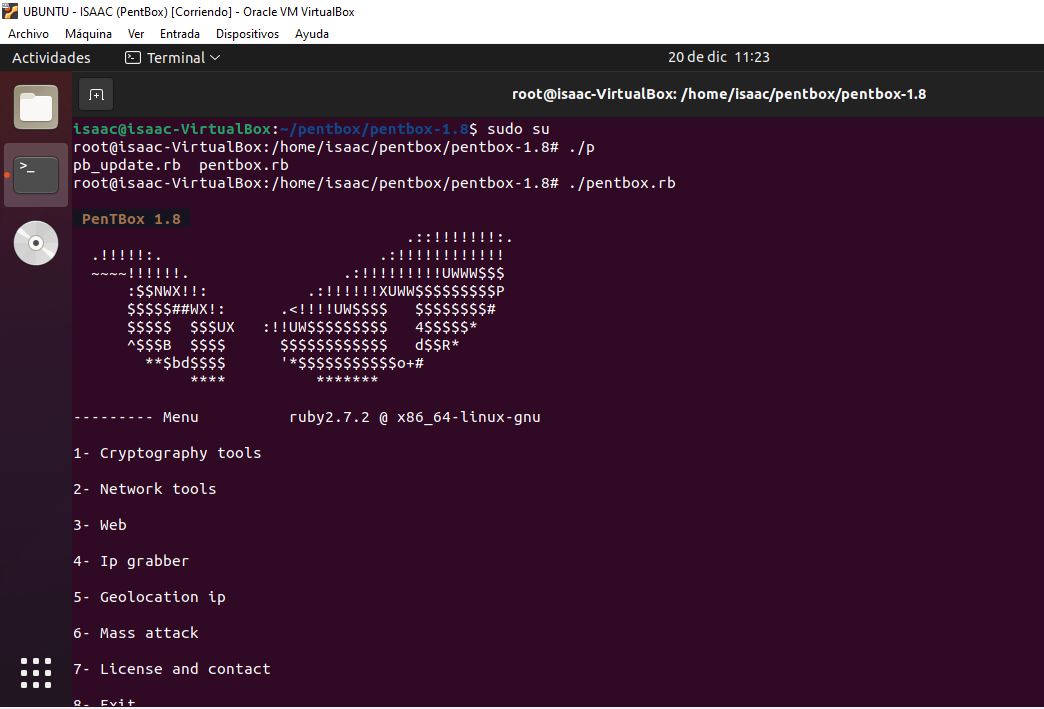 UBUNTU - ISAAC (PentBox) [Corriendo] - Oracle VM VirtualBox
Archivo Máquina Ver Entrada Dispositivos Ayuda
Actividades Terminal 20 de dic 11:23
root@isaac-VirtualBox: /home/isaac/pentbox/pentbox-1.8
isaac@isaac-VirtualBox:~/pentbox/pentbox-1.8$ sudo su
root@isaac-VirtualBox:/home/isaac/pentbox/pentbox-1.8# ./p
pb_update.rb  pentbox.rb
root@isaac-VirtualBox:/home/isaac/pentbox/pentbox-1.8# ./pentbox.rb
PenTBox 1.8
                                     .::!!!!!!!:.
  .!!!!!:.                        .:!!!!!!!!!!!!
  ~~~~!!!!!!.                 .:!!!!!!!!!UWWW$$$
      :$$NWX!!:           .:!!!!!!XUWW$$$$$$$$$P
      $$$$$##WX!:      .<!!!!UW$$$$   $$$$$$$$#
      $$$$$  $$$UX   :!!UW$$$$$$$$$   4$$$$$*
      ^$$$B  $$$$      $$$$$$$$$$$$   d$$R*
        **$bd$$$$      '*$$$$$$$$$$$o+#
             ****          *******
--------- Menu          ruby2.7.2 @ x86_64-linux-gnu
1- Cryptography tools
2- Network tools
3- Web
4- Ip grabber
5- Geolocation ip
6- Mass attack
7- License and contact
8- Exit